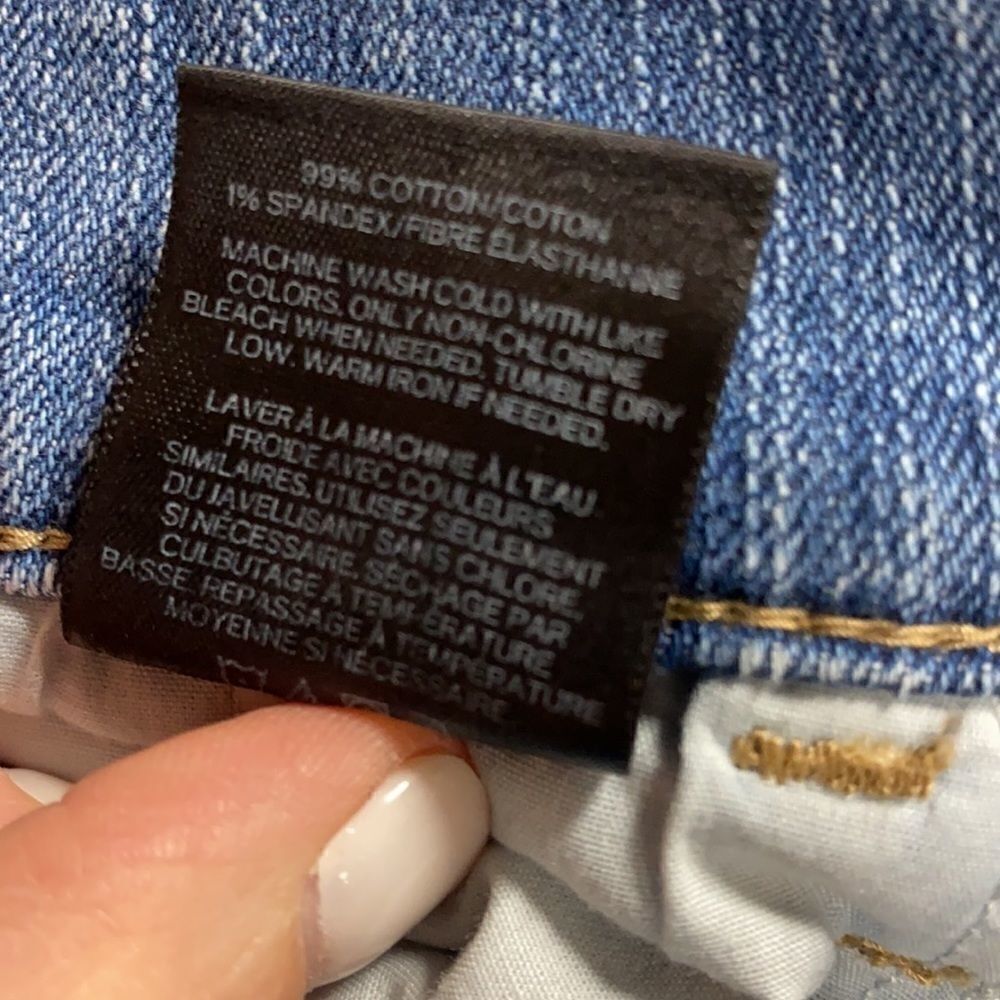 99% COTTON/COTON
1% SPANDEX/FIBRE ÉLASTHANNE
MACHINE WASH COLD WITH LIKE
COLORS. ONLY NON-CHLORINE
BLEACH WHEN NEEDED. TUMBLE DRY
LOW. WARM IRON IF NEEDED.
LAVER À LA MACHINE À L'EAU
FROIDE AVEC COULEURS
SIMILAIRES. UTILISEZ SEULEMENT
DU JAVELLISANT SANS CHLORE,
SI NÉCESSAIRE. SÉCHAGE PAR
CULBUTAGE À TEMPÉRATURE
BASSE. REPASSAGE À TEMPÉRATURE
MOYENNE SI NÉCESSAIRE.